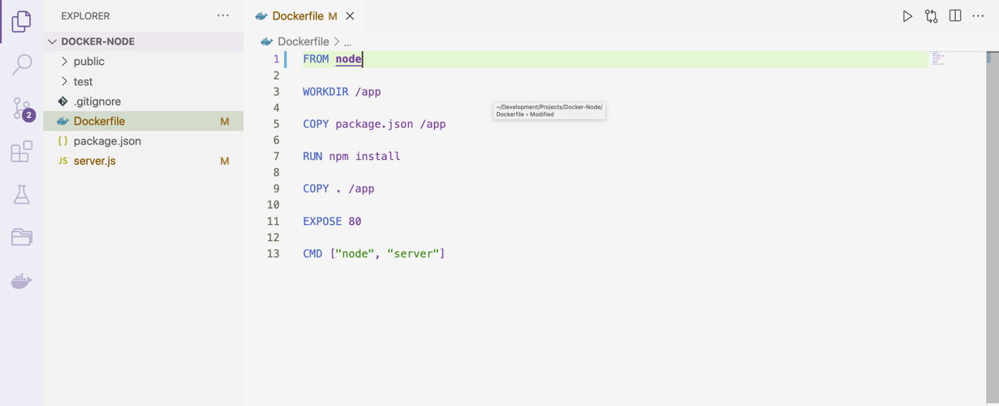 EXPLORER
DOCKER-NODE
public
test
.gitignore
Dockerfile M
{} package.json
JS server.js M
2
Dockerfile M
Dockerfile > ...
1 FROM node
2
3 WORKDIR /app
4
5 COPY package.json /app
6
7 RUN npm install
8
9 COPY . /app
10
11 EXPOSE 80
12
13 CMD ["node", "server"]
~/Development/Projects/Docker-Node/
Dockerfile • Modified